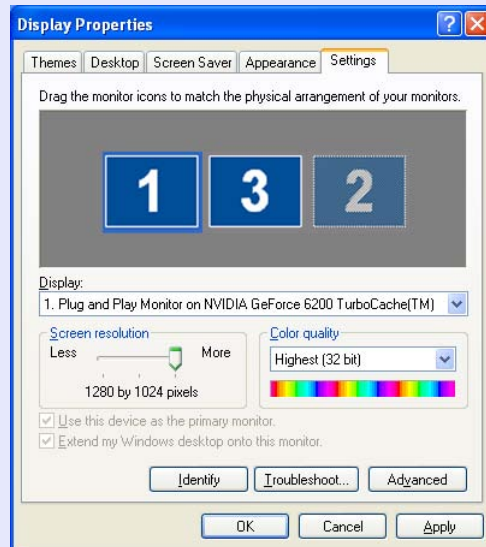 Display Properties
Themes Desktop Screen Saver Appearance Settings
Drag the monitor icons to match the physical arrangement of your monitors.
1 3 2
Display:
1. Plug and Play Monitor on NVIDIA GeForce 6200 TurboCache(TM)
Screen resolution
Less More
1280 by 1024 pixels
Color quality
Highest (32 bit)
Use this device as the primary monitor.
Extend my Windows desktop onto this monitor.
Identify Troubleshoot... Advanced
OK Cancel Apply